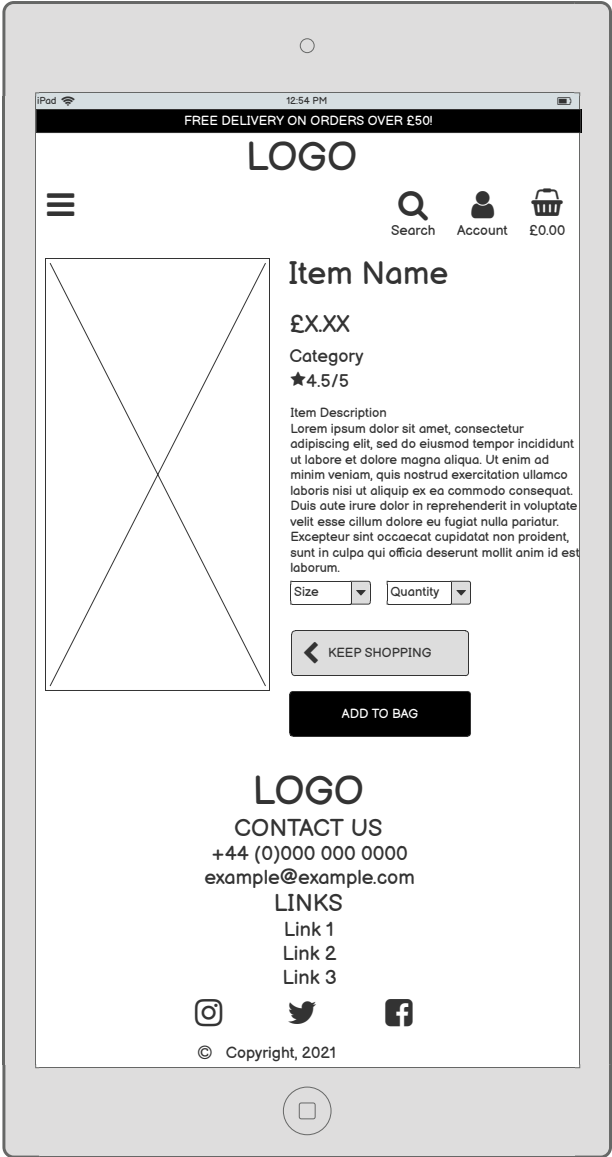 iPad 12:54 PM
FREE DELIVERY ON ORDERS OVER £50!
LOGO
Search Account £0.00
Item Name
£X.XX
Category
4.5/5
Item Description
Lorem ipsum dolor sit amet, consectetur
adipiscing elit, sed do eiusmod tempor incididunt
ut labore et dolore magna aliqua. Ut enim ad
minim veniam, quis nostrud exercitation ullamco
laboris nisi ut aliquip ex ea commodo consequat.
Duis aute irure dolor in reprehenderit in voluptate
velit esse cillum dolore eu fugiat nulla pariatur.
Excepteur sint occaecat cupidatat non proident,
sunt in culpa qui officia deserunt mollit anim id est
laborum.
Size Quantity
KEEP SHOPPING
ADD TO BAG
LOGO
CONTACT US
+44 (0)000 000 0000
example@example.com
LINKS
Link 1
Link 2
Link 3
© Copyright, 2021